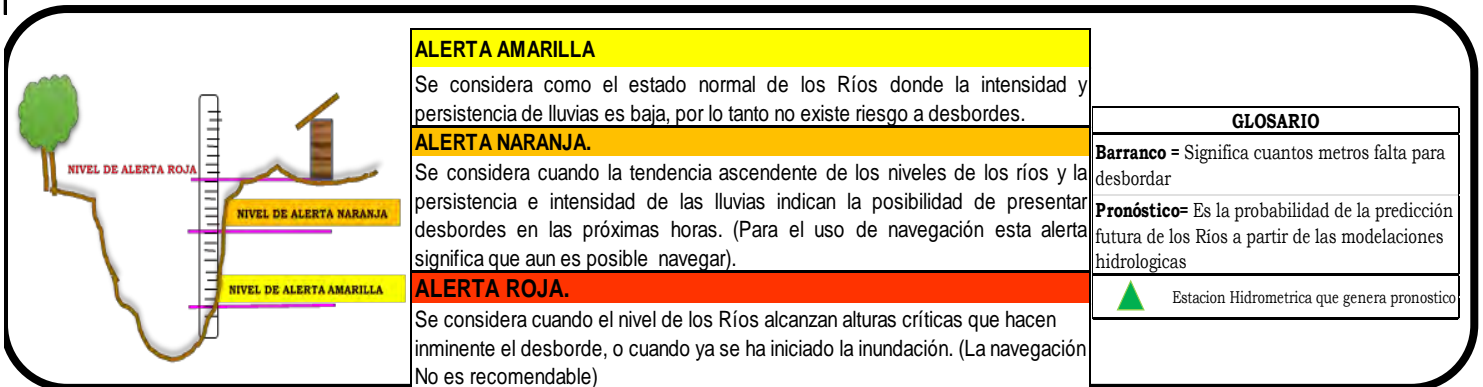 NIVEL DE ALERTA ROJA
NIVEL DE ALERTA NARANJA
NIVEL DE ALERTA AMARILLA
ALERTA AMARILLA
Se considera como el estado normal de los Ríos donde la intensidad y
persistencia de lluvias es baja, por lo tanto no existe riesgo a desbordes.
ALERTA NARANJA.
Se considera cuando la tendencia ascendente de los niveles de los ríos y la
persistencia e intensidad de las lluvias indican la posibilidad de presentar
desbordes en las próximas horas. (Para el uso de navegación esta alerta
significa que aun es posible navegar).
ALERTA ROJA.
Se considera cuando el nivel de los Ríos alcanzan alturas críticas que hacen
inminente el desborde, o cuando ya se ha iniciado la inundación. (La navegación
No es recomendable)
GLOSARIO
Barranco = Significa cuantos metros falta para
desbordar
Pronóstico= Es la probabilidad de la predicción
futura de los Ríos a partir de las modelaciones
hidrologicas
Estacion Hidrometrica que genera pronostico